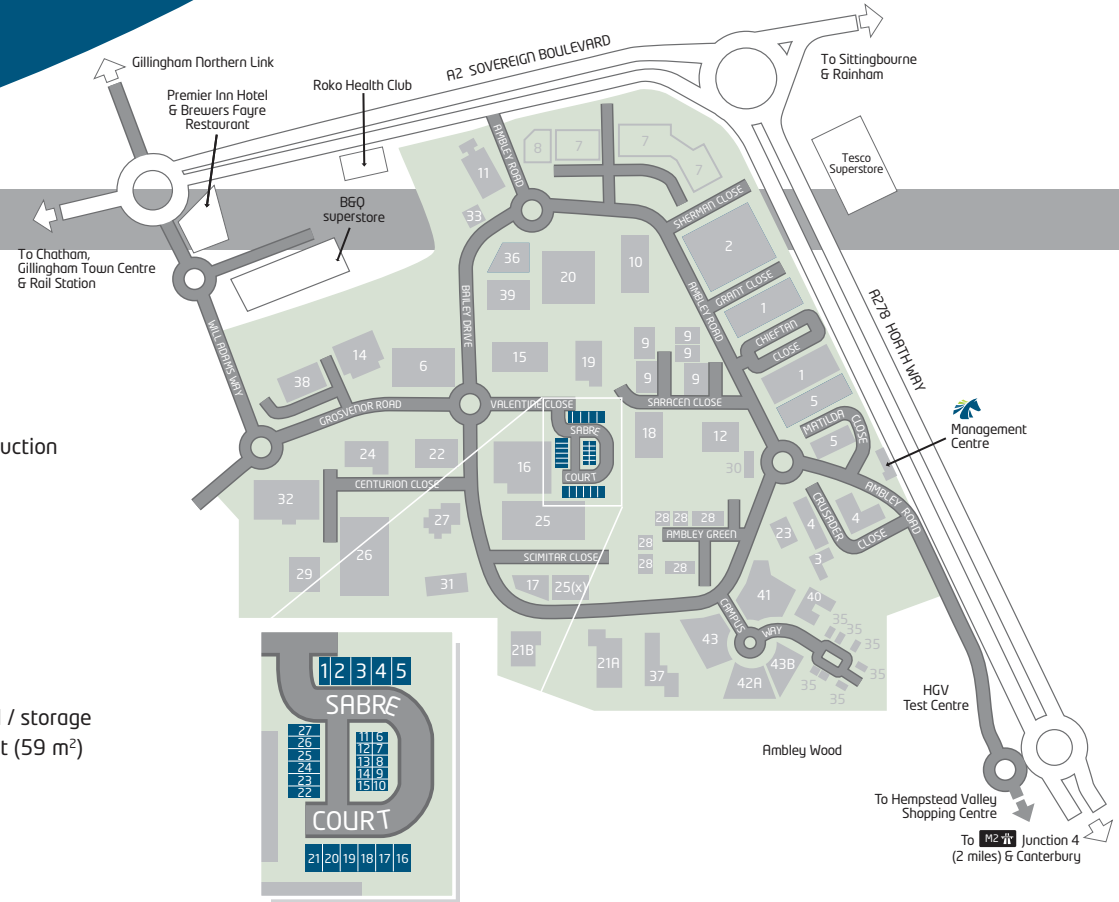 Gillingham Northern Link
Premier Inn Hotel
& Brewers Fayre
Restaurant
Roko Health Club
A2 SOVEREIGN BOULEVARD
To Sittingbourne
& Rainham
Tesco
Superstore
B&Q
superstore
To Chatham,
Gillingham Town Centre
& Rail Station
AMBLEY ROAD
8
7
7
7
11
33
SHERMAN CLOSE
2
36
39
20
10
GRANT CLOSE
1
AMBLEY ROAD
BAILEY DRIVE
A278 HOATH WAY
CHIEFTAN
CLOSE
WILL ADAMS WAY
14
38
6
15
19
9
9
9
9
9
1
5
GROSVENOR ROAD
VALENTINE CLOSE
SARACEN CLOSE
MATILDA
CLOSE
5
Management
Centre
uction
SABRE
COURT
24
22
16
18
12
30
CENTURION CLOSE
AMBLEY ROAD
32
27
25
28
28
28
AMBLEY GREEN
28
28
28
23
4
4
CRUSADER
CLOSE
3
26
29
31
SCIMITAR CLOSE
17
25(x)
41
40
CAMPUS
WAY
35
35
35
35
35
35
21B
21A
37
43
43B
42A
HGV
Test Centre
Ambley Wood
To Hempstead Valley
Shopping Centre
To M2 Junction 4
(2 miles) & Canterbury
/ storage
t (59 m²)
1 2 3 4 5
SABRE
27
26
25
24
23
22
11 6
12 7
13 8
14 9
15 10
COURT
21 20 19 18 17 16